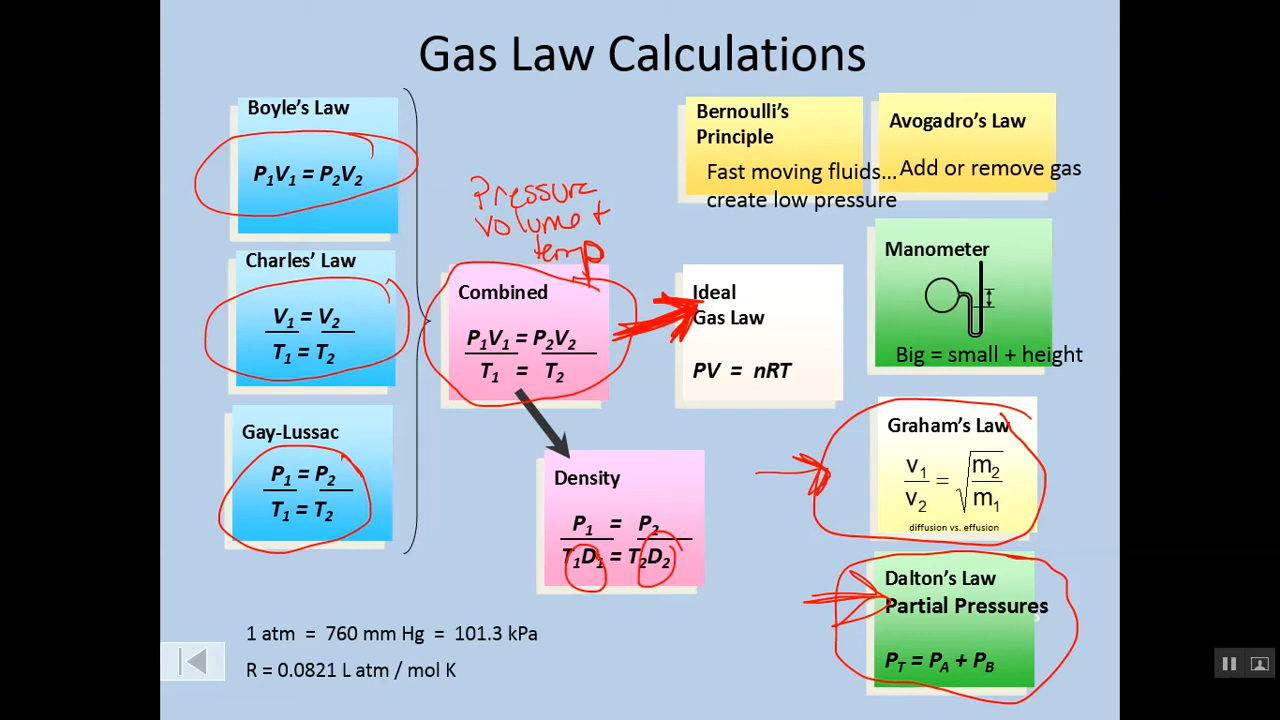 Gas Law Calculations
Boyle's Law
P₁V₁ = P₂V₂
Charles' Law
V₁ = V₂
T₁ = T₂
Gay-Lussac
P₁ = P₂
T₁ = T₂
Pressure
volume +
temp
Combined
P₁V₁ = P₂V₂
T₁ = T₂
Density
P₁ = P₂
T₁D₁ = T₂D₂
Ideal
Gas Law
PV = nRT
Bernoulli's
Principle
Fast moving fluids...
create low pressure
Avogadro's Law
Add or remove gas
Manometer
Big = small + height
Graham's Law
v₁ = √m₂
v₂ m₁
diffusion vs. effusion
Dalton's Law
Partial Pressures
P_T = P_A + P_B
1 atm = 760 mm Hg = 101.3 kPa
R = 0.0821 L atm / mol K